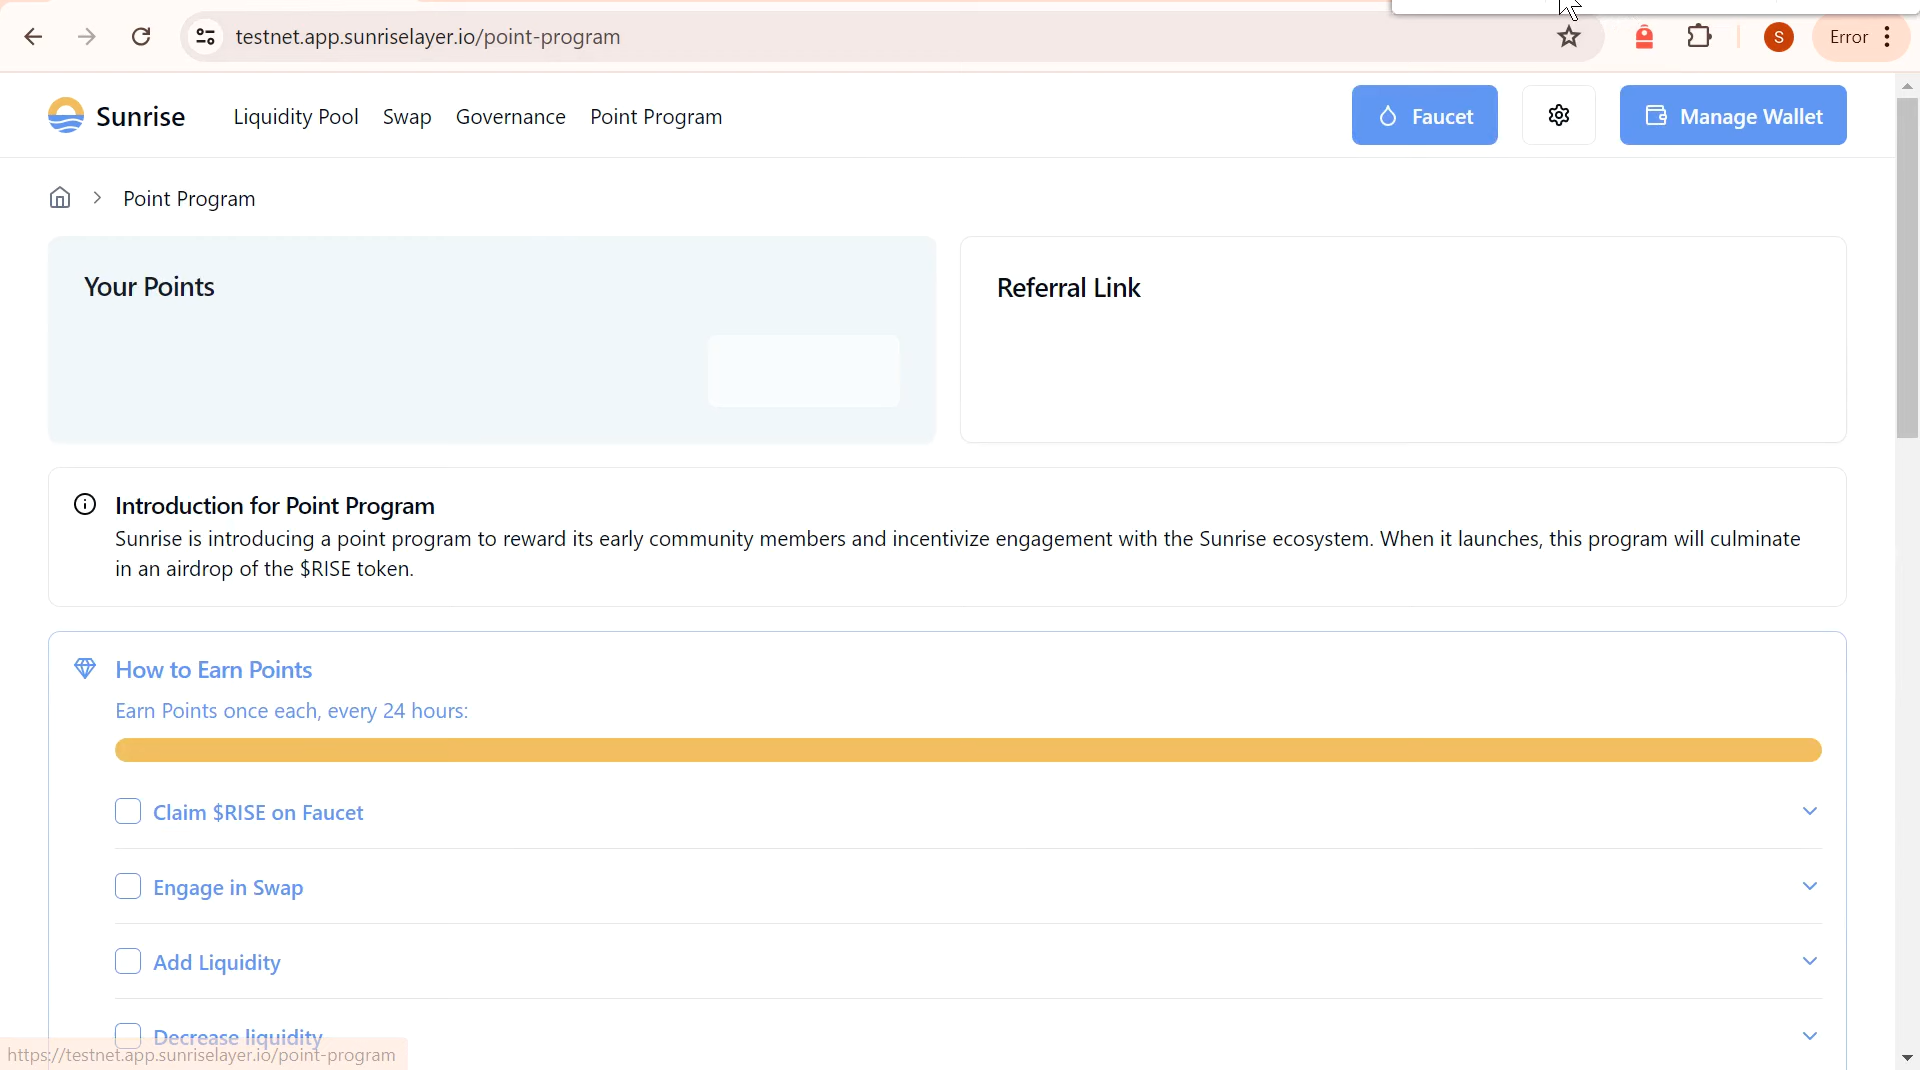 testnet.app.sunriselayer.io/point-program
S
Error
Sunrise
Liquidity Pool
Swap
Governance
Point Program
Faucet
Manage Wallet
Point Program
Your Points
Referral Link
Introduction for Point Program
Sunrise is introducing a point program to reward its early community members and incentivize engagement with the Sunrise ecosystem. When it launches, this program will culminate
in an airdrop of the $RISE token.
How to Earn Points
Earn Points once each, every 24 hours:
Claim $RISE on Faucet
Engage in Swap
Add Liquidity
Decrease liquidity
https://testnet.app.sunriselayer.io/point-program